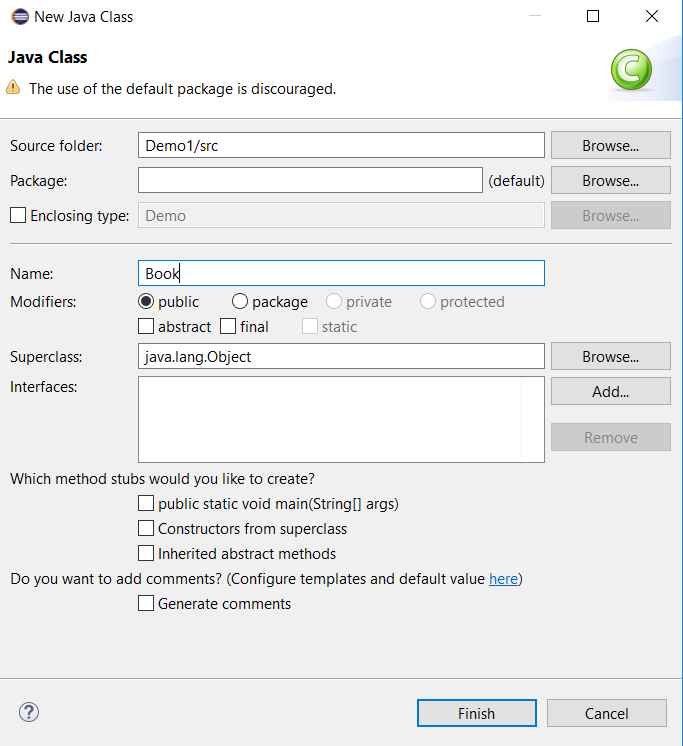 New Java Class
Java Class
The use of the default package is discouraged.
Source folder: Demo1/src Browse...
Package: (default) Browse...
Enclosing type: Demo Browse...
Name: Book
Modifiers: public package private protected
abstract final static
Superclass: java.lang.Object Browse...
Interfaces: Add...
Remove
Which method stubs would you like to create?
public static void main(String[] args)
Constructors from superclass
Inherited abstract methods
Do you want to add comments? (Configure templates and default value here)
Generate comments
? Finish Cancel